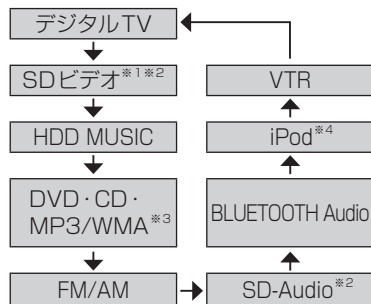 デジタルTV
SDビデオ※1※2
HDD MUSIC
DVD・CD・
MP3/WMA※3
FM/AM
SD-Audio※2
BLUETOOTH Audio
iPod※4
VTR